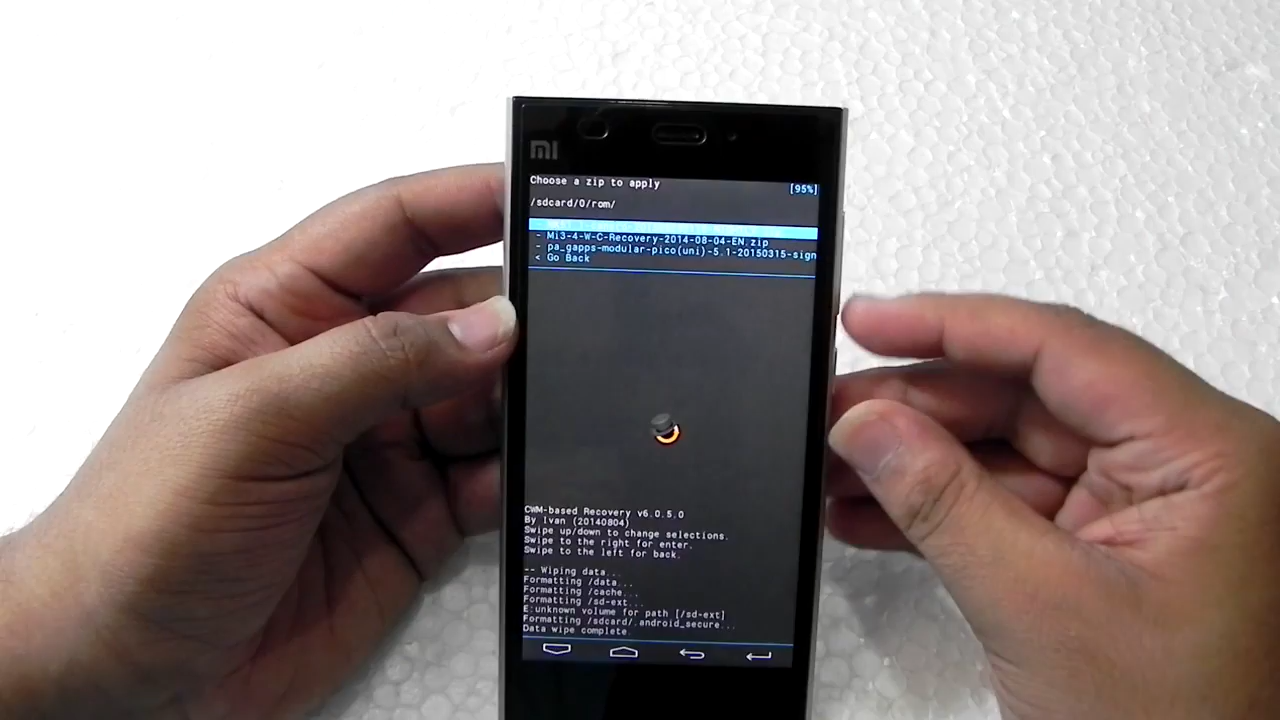 MI
Choose a zip to apply [95%]
/sdcard/0/rom/
- Mi3-4-W-C-Recovery-2014-08-04-EN.zip
- pa_gapps-modular-pico(uni)-5.1-20150315-sign
< Go Back
CWM-based Recovery v6.0.5.0
By Ivan (20140804)
Swipe up/down to change selections.
Swipe to the right for enter.
Swipe to the left for back.
-- Wiping data...
Formatting /data...
Formatting /cache...
Formatting /sd-ext...
E:unknown volume for path [/sd-ext]
Formatting /sdcard/.android_secure...
Data wipe complete.